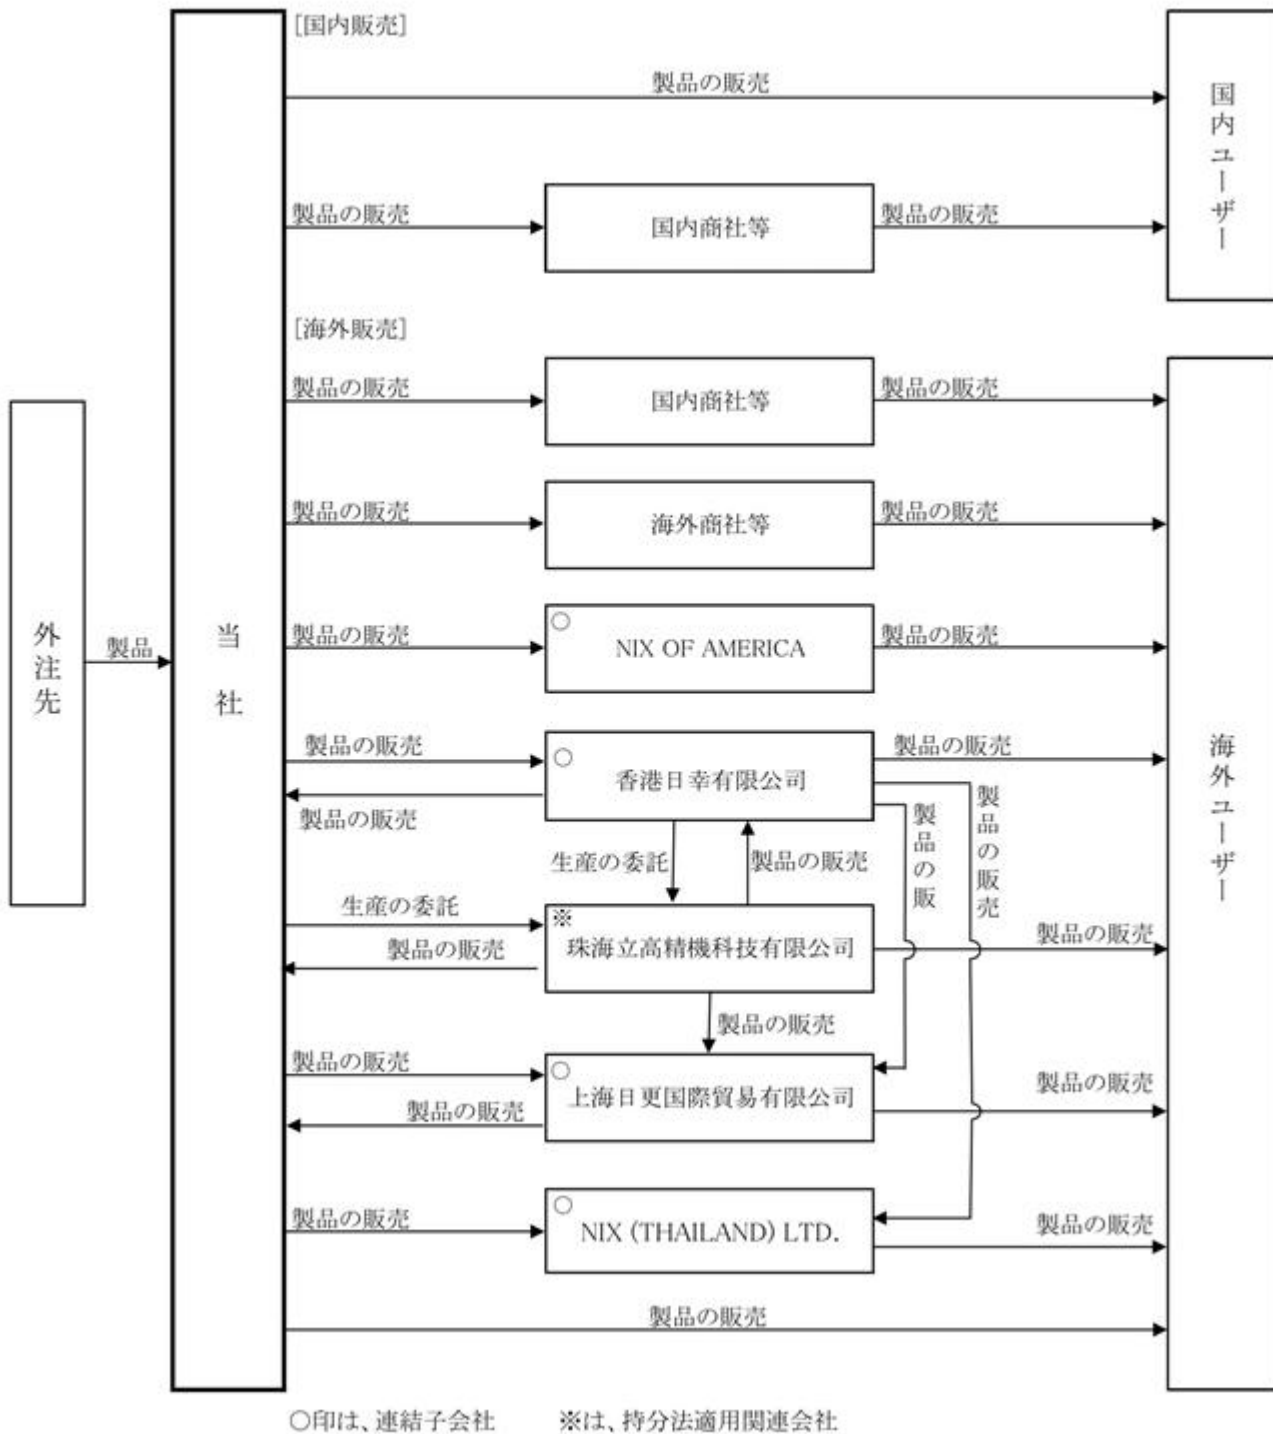 [国内販売]
製品の販売
国内ユーザー
製品の販売
国内商社等
製品の販売
[海外販売]
製品の販売
国内商社等
製品の販売
製品の販売
海外商社等
製品の販売
外注先
製品
当社
製品の販売
○
NIX OF AMERICA
製品の販売
海外ユーザー
製品の販売
○
香港日幸有限公司
製品の販売
製品の販売
製品の販
製品の販売
生産の委託
製品の販売
生産の委託
※
珠海立高精機科技有限公司
製品の販売
製品の販売
製品の販売
製品の販売
○
上海日更国際貿易有限公司
製品の販売
製品の販売
製品の販売
○
NIX (THAILAND) LTD.
製品の販売
製品の販売
○印は、連結子会社　※は、持分法適用関連会社